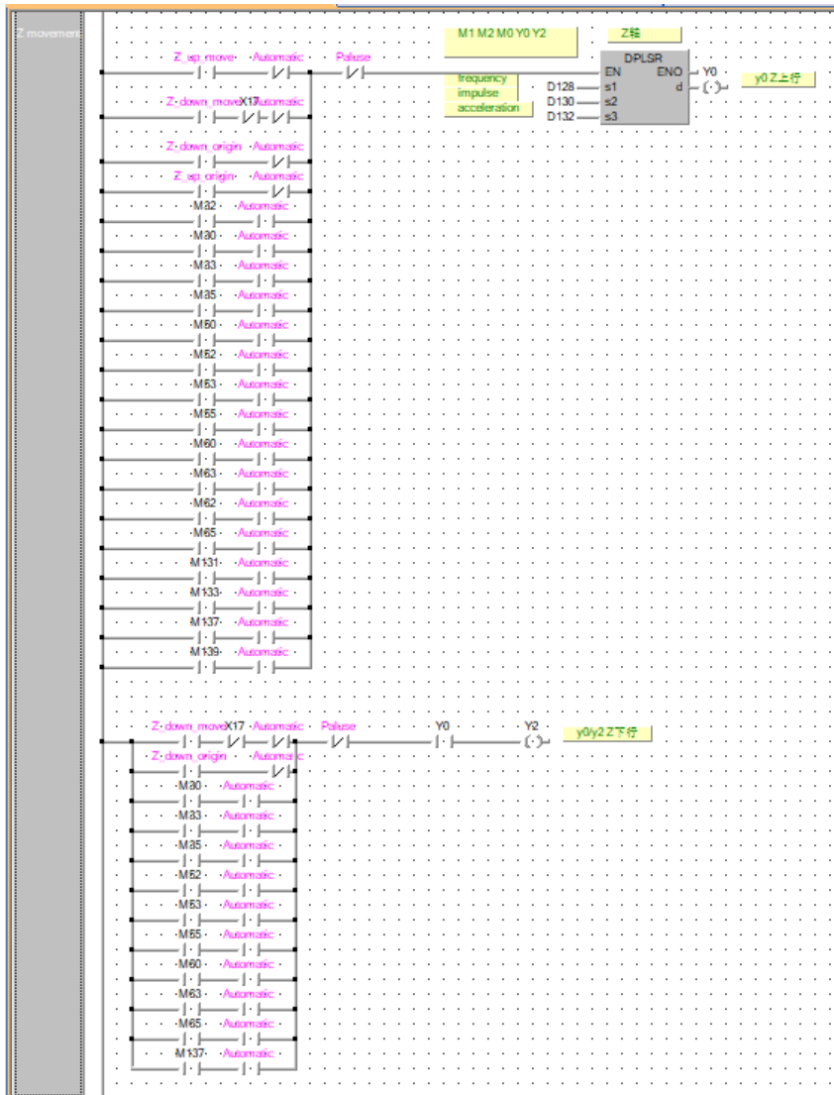 Z movement
M1 M2 M0 Y0 Y2
Z轴
Z_up_move Automatic Paluse DPLSR
EN ENO Y0
frequency
impulse
acceleration
D128 s1 d
y0 Z上行
Z_down_move X17 Automatic D130 s2
D132 s3
Z_down_origin Automatic
Z_up_origin Automatic
M32 Automatic
M30 Automatic
M33 Automatic
M35 Automatic
M50 Automatic
M52 Automatic
M53 Automatic
M55 Automatic
M60 Automatic
M63 Automatic
M62 Automatic
M65 Automatic
M131 Automatic
M133 Automatic
M137 Automatic
M139 Automatic
Z_down_move X17 Automatic Paluse Y0 Y2
y0/y2 Z下行
Z_down_origin Automatic
M30 Automatic
M33 Automatic
M35 Automatic
M52 Automatic
M53 Automatic
M55 Automatic
M60 Automatic
M63 Automatic
M65 Automatic
M137 Automatic